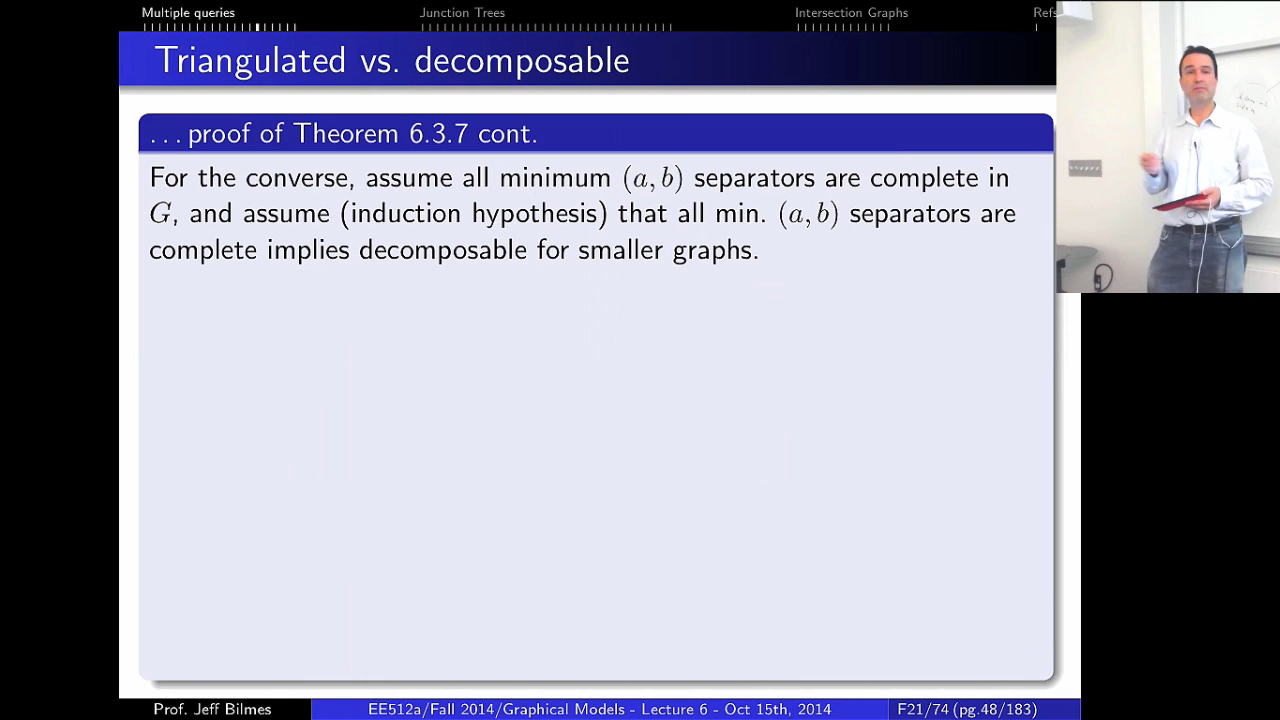 Multiple queries
Junction Trees
Intersection Graphs
Refs
Triangulated vs. decomposable
. . . proof of Theorem 6.3.7 cont.
For the converse, assume all minimum (a, b) separators are complete in
G, and assume (induction hypothesis) that all min. (a, b) separators are
complete implies decomposable for smaller graphs.
Prof. Jeff Bilmes
EE512a/Fall 2014/Graphical Models - Lecture 6 - Oct 15th, 2014
F21/74 (pg.48/183)